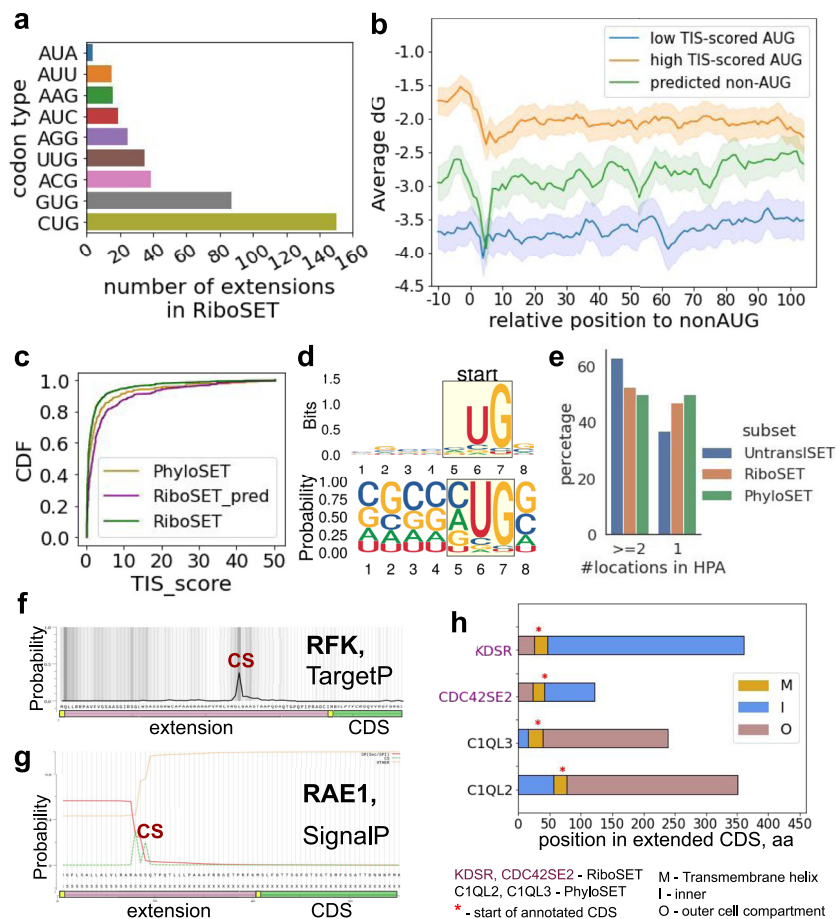 a
codon type
AUA
AUU
AAG
AUC
AGG
UUG
ACG
GUG
CUG
0
20
40
60
80
100
120
140
160
number of extensions
in RiboSET
b
Average dG
-1.0
-1.5
-2.0
-2.5
-3.0
-3.5
-4.0
-4.5
low TIS-scored AUG
high TIS-scored AUG
predicted non-AUG
-10 0 10 20 30 40 50 60 70 80 90 100
relative position to nonAUG
c
CDF
1.0
0.8
0.6
0.4
0.2
0.0
PhyloSET
RiboSET_pred
RiboSET
0 10 20 30 40 50
TIS_score
d
start
Bits
1.5
1.0
0.5
0.0
UG
1 2 3 4 5 6 7 8
Probability
1.00
0.75
0.50
0.25
0.00
CGCCCUGG
GCGGA C
AAAAG A
UUUU U
1 2 3 4 5 6 7 8
e
percetage
60
40
20
0
subset
UntranslSET
RiboSET
PhyloSET
>=2 1
#locations in HPA
f
Probability
RFK,
TargetP
CS
extension CDS
g
Probability
RAE1,
SignalP
CS
extension CDS
h
KDSR
CDC42SE2
C1QL3
C1QL2
*
*
*
*
M
I
O
0 50 100 150 200 250 300 350 400 450
position in extended CDS, aa
KDSR, CDC42SE2 - RiboSET
C1QL2, C1QL3 - PhyloSET
* - start of annotated CDS
M - Transmembrane helix
I - inner
O - outer cell compartment